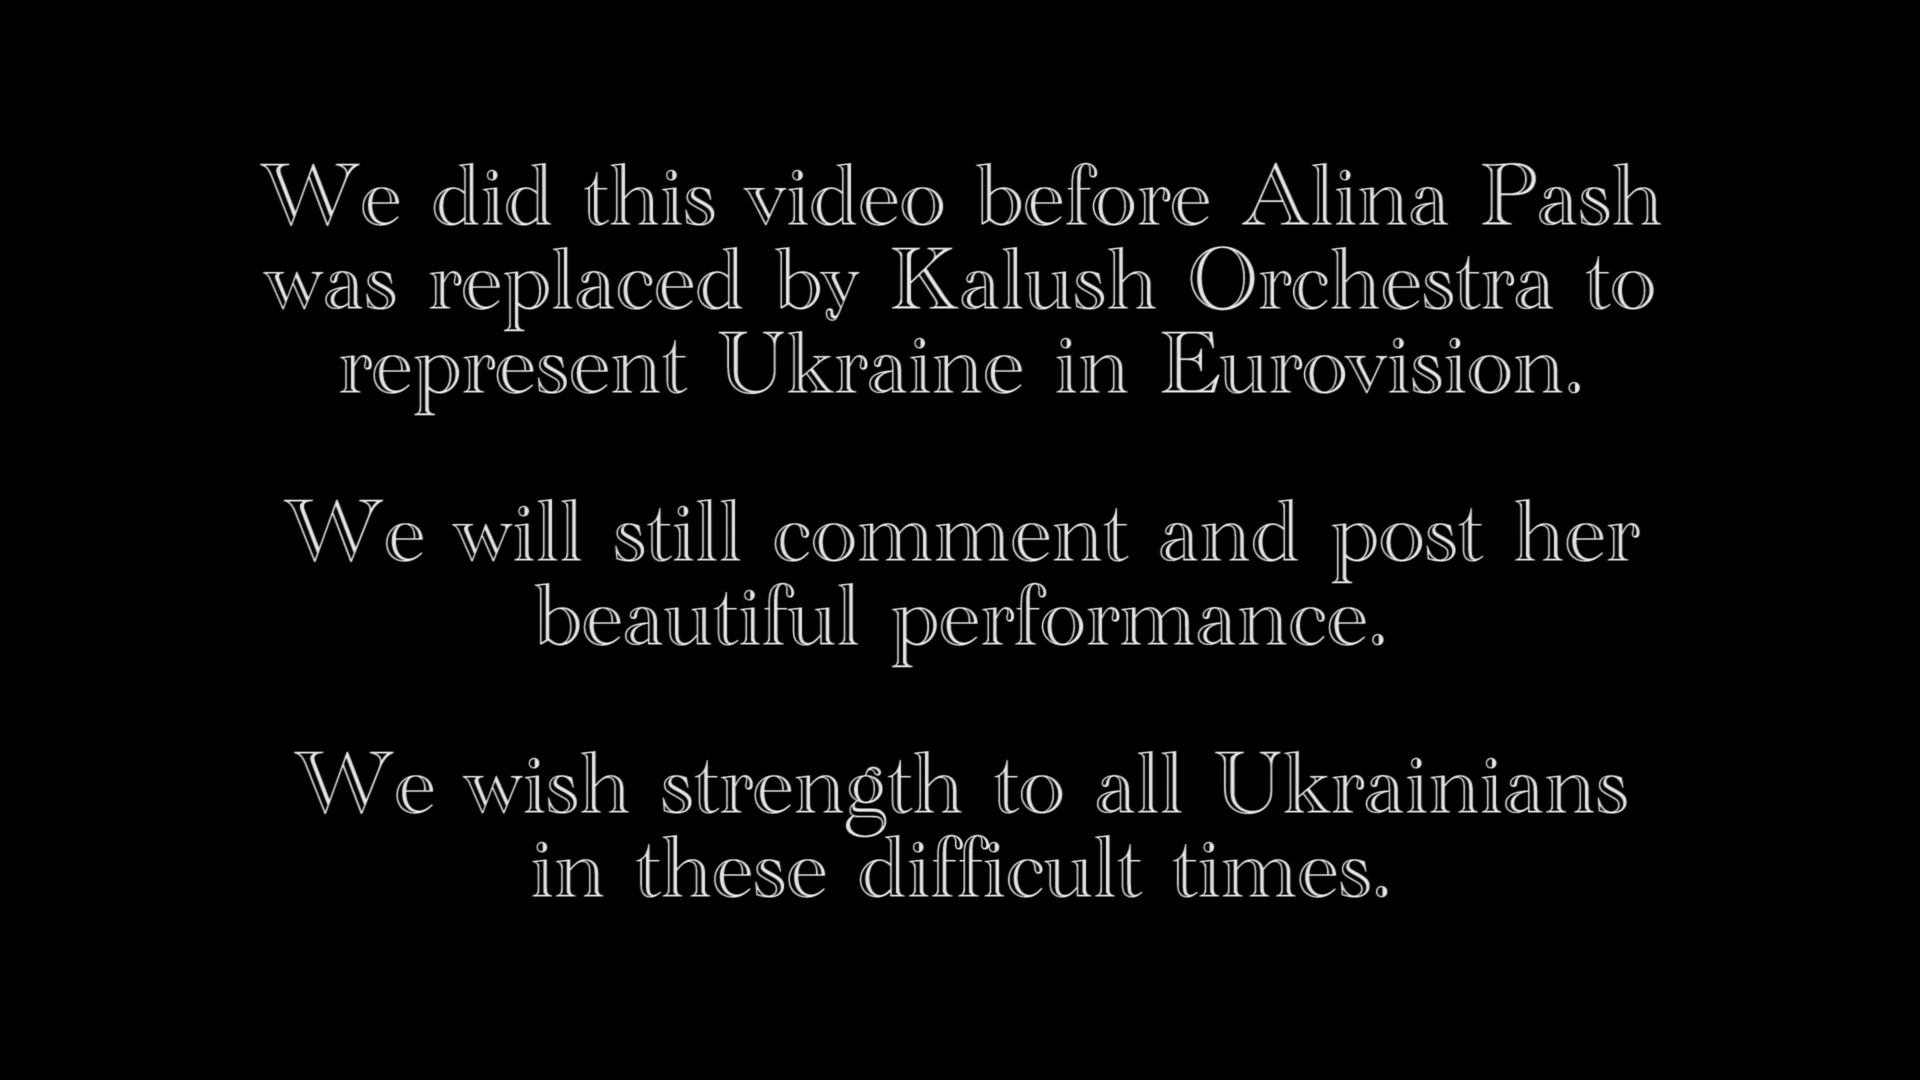 We did this video before Alina Pash
was replaced by Kalush Orchestra to
represent Ukraine in Eurovision.
We will still comment and post her
beautiful performance.
We wish strength to all Ukrainians
in these difficult times.